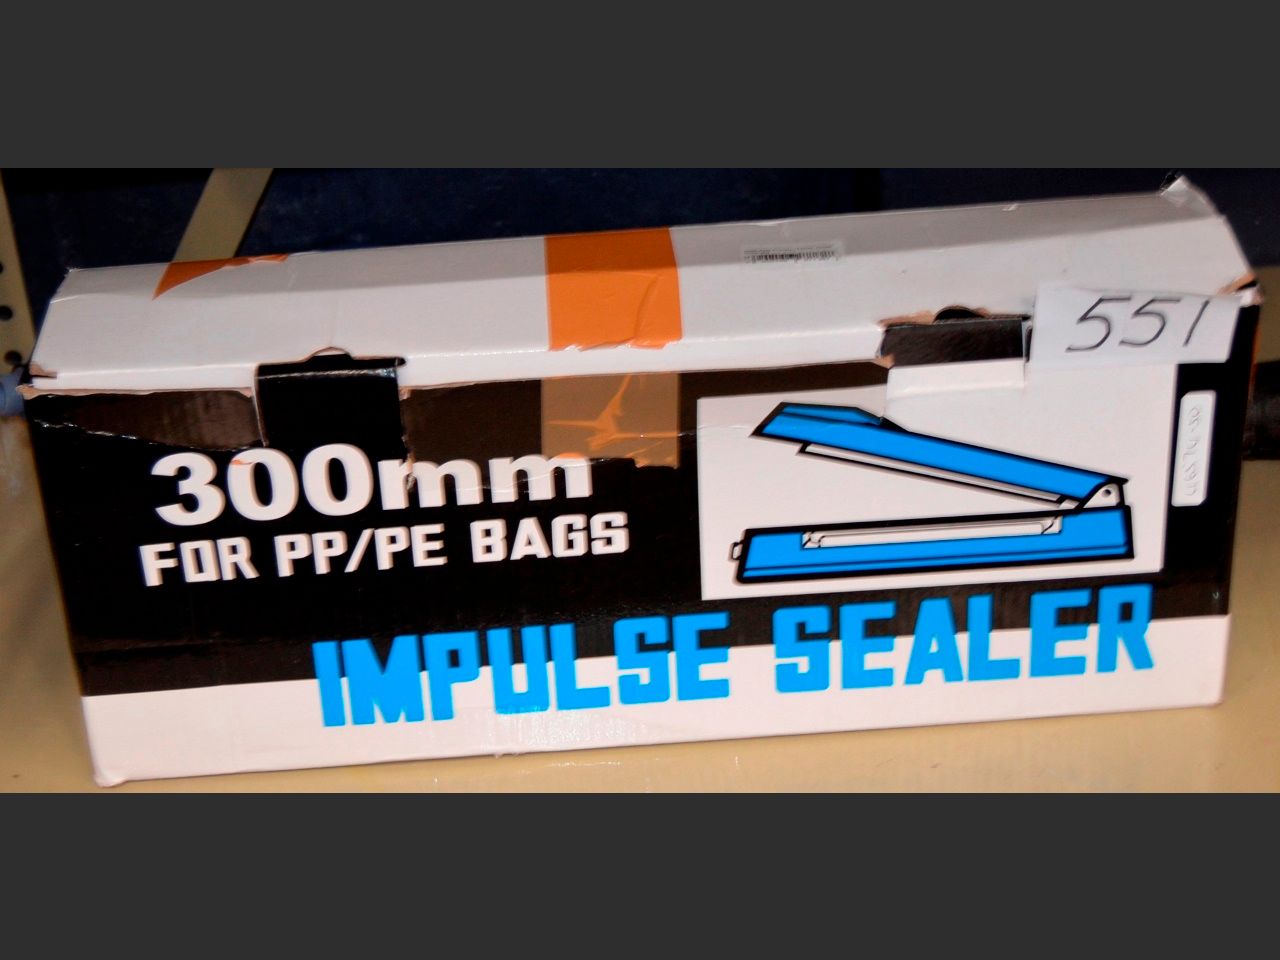 551
300mm
FOR PP/PE BAGS
IMPULSE SEALER